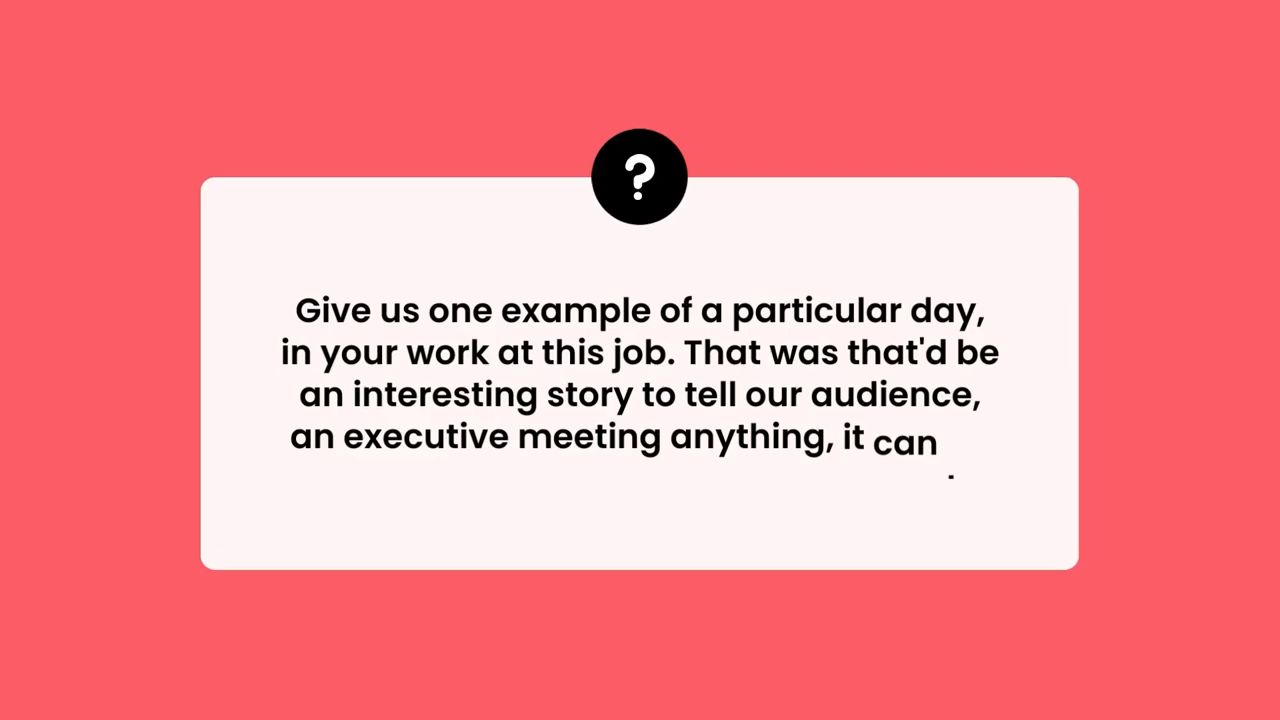 ?
Give us one example of a particular day,
in your work at this job. That was that'd be
an interesting story to tell our audience,
an executive meeting anything, it can